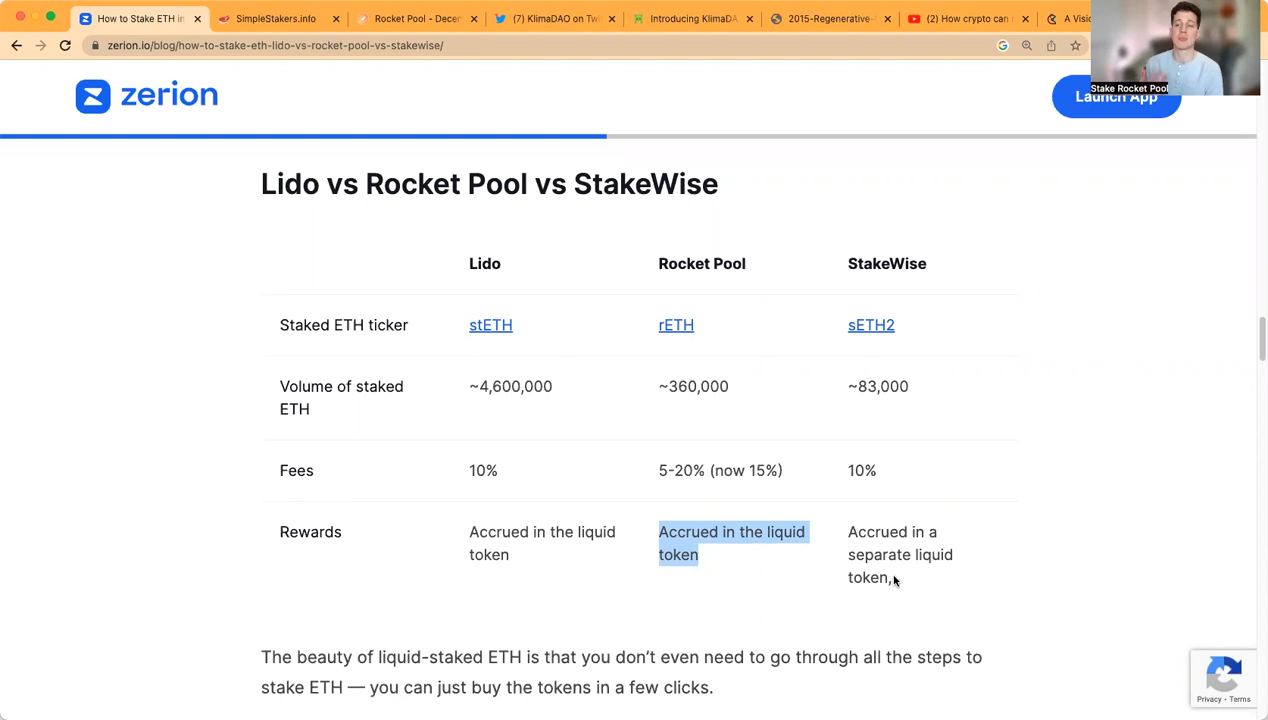 How to Stake ETH in
SimpleStakers.info
Rocket Pool - Decen
(7) KlimaDAO on Tw
Introducing KlimaDA
2015-Regenerative-
(2) How crypto can
A Visi
zerion.io/blog/how-to-stake-eth-lido-vs-rocket-pool-vs-stakewise/
Stake Rocket Pool
zerion
Launch App
Lido vs Rocket Pool vs StakeWise
Lido Rocket Pool StakeWise
Staked ETH ticker stETH rETH sETH2
Volume of staked ~4,600,000 ~360,000 ~83,000
ETH
Fees 10% 5-20% (now 15%) 10%
Rewards Accrued in the liquid Accrued in the liquid Accrued in a
token token separate liquid
token,
The beauty of liquid-staked ETH is that you don’t even need to go through all the steps to
stake ETH — you can just buy the tokens in a few clicks.
Privacy - Terms